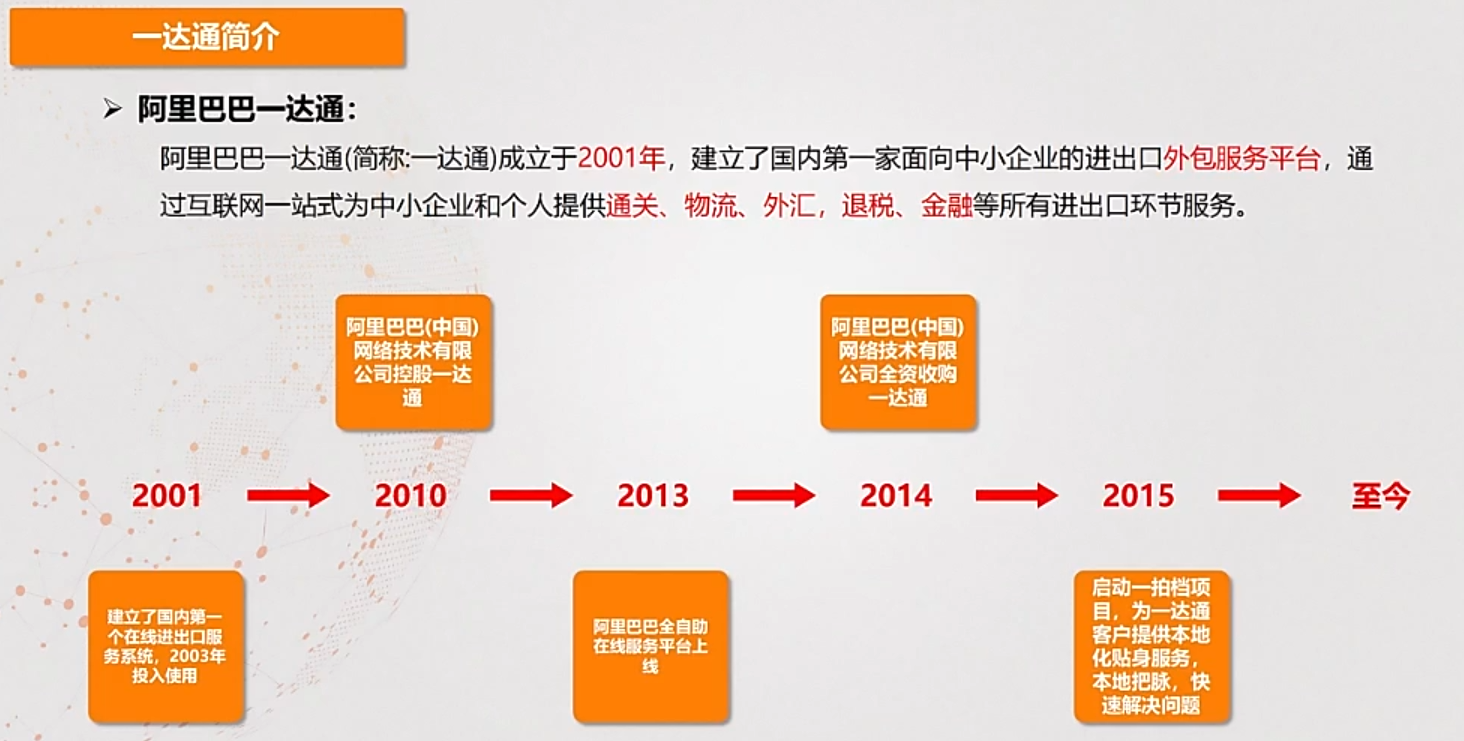 一达通简介
➢ 阿里巴巴一达通：
阿里巴巴一达通(简称:一达通)成立于2001年，建立了国内第一家面向中小企业的进出口外包服务平台，通
过互联网一站式为中小企业和个人提供通关、物流、外汇，退税、金融等所有进出口环节服务。
阿里巴巴(中国)
网络技术有限
公司控股一达
通
阿里巴巴(中国)
网络技术有限
公司全资收购
一达通
2001 2010 2013 2014 2015 至今
建立了国内第一
个在线进出口服
务系统，2003年
投入使用
阿里巴巴全自助
在线服务平台上
线
启动一拍档项
目，为一达通
客户提供本地
化贴身服务，
本地把脉，快
速解决问题